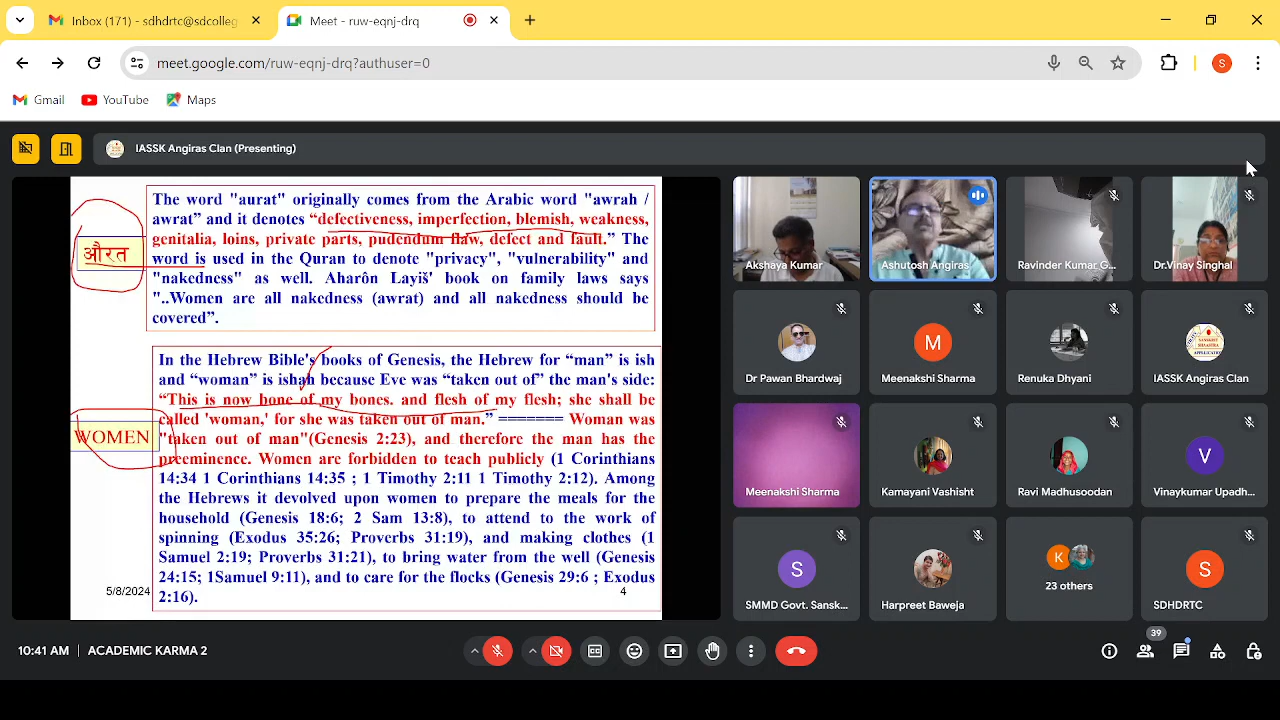 Inbox (171) - sdhdrtc@sdcolleg
Meet - ruw-eqnj-drq
meet.google.com/ruw-eqnj-drq?authuser=0
S
Gmail
YouTube
Maps
IASSK Angiras Clan (Presenting)
औरत
The word "aurat" originally comes from the Arabic word "awrah /
awrat” and it denotes “defectiveness, imperfection, blemish, weakness,
genitalia, loins, private parts, pudendum flaw, defect and fault.” The
word is used in the Quran to denote "privacy", "vulnerability" and
"nakedness" as well. Aharôn Layiš' book on family laws says
"..Women are all nakedness (awrat) and all nakedness should be
covered”.
WOMEN
In the Hebrew Bible's books of Genesis, the Hebrew for “man” is ish
and “woman” is ishah because Eve was “taken out of” the man's side:
“This is now bone of my bones. and flesh of my flesh; she shall be
called 'woman,' for she was taken out of man.” ======= Woman was
"taken out of man"(Genesis 2:23), and therefore the man has the
preeminence. Women are forbidden to teach publicly (1 Corinthians
14:34 1 Corinthians 14:35 ; 1 Timothy 2:11 1 Timothy 2:12). Among
the Hebrews it devolved upon women to prepare the meals for the
household (Genesis 18:6; 2 Sam 13:8), to attend to the work of
spinning (Exodus 35:26; Proverbs 31:19), and making clothes (1
Samuel 2:19; Proverbs 31:21), to bring water from the well (Genesis
24:15; 1Samuel 9:11), and to care for the flocks (Genesis 29:6 ; Exodus
2:16).
5/8/2024
4
Akshaya Kumar
Ashutosh Angiras
Ravinder Kumar G...
Dr.Vinay Singhal
Dr Pawan Bhardwaj
M
Meenakshi Sharma
Renuka Dhyani
IASSK Angiras Clan
Meenakshi Sharma
Kamayani Vashisht
Ravi Madhusoodan
V
Vinaykumar Upadh...
S
SMMD Govt. Sansk...
Harpreet Baweja
K
23 others
S
SDHDRTC
10:41 AM
ACADEMIC KARMA 2
39